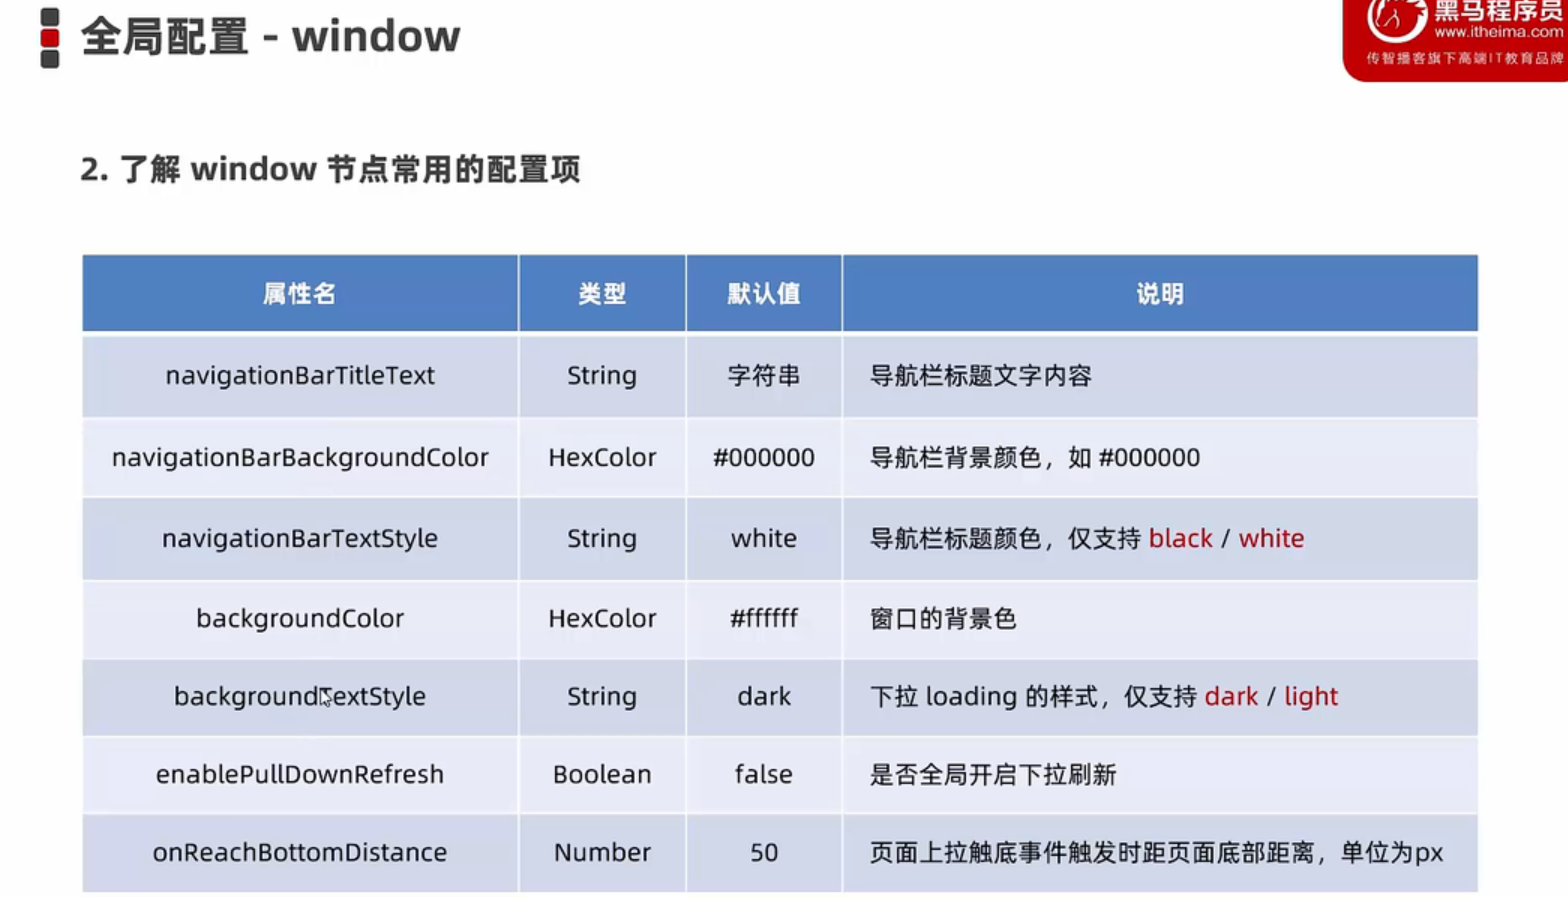 全局配置 - window
黑马程序员
www.itheima.com
传智播客旗下高端IT教育品牌
2. 了解 window 节点常用的配置项
属性名 类型 默认值 说明
navigationBarTitleText String 字符串 导航栏标题文字内容
navigationBarBackgroundColor HexColor #000000 导航栏背景颜色，如 #000000
navigationBarTextStyle String white 导航栏标题颜色，仅支持 black / white
backgroundColor HexColor #ffffff 窗口的背景色
backgroundTextStyle String dark 下拉 loading 的样式，仅支持 dark / light
enablePullDownRefresh Boolean false 是否全局开启下拉刷新
onReachBottomDistance Number 50 页面上拉触底事件触发时距页面底部距离，单位为px